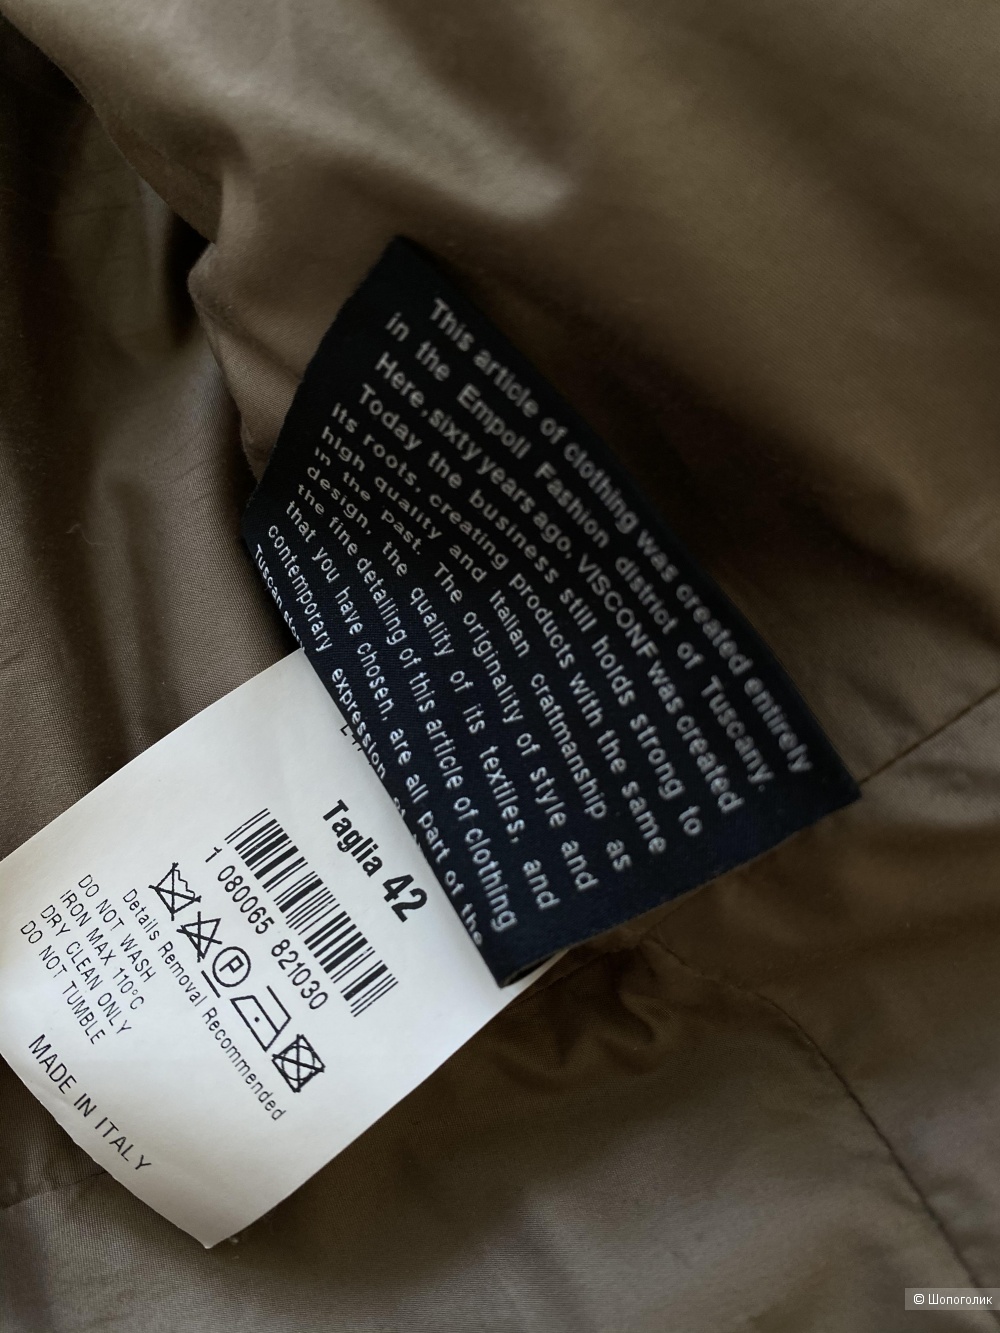 This article of clothing was created entirely
in the Empoli Fashion district of Tuscany.
Here, sixty years ago, VISCONF was created
Today the business still holds strong to
its roots, creating products with the same
high quality and Italian craftmanship as
in the past. The originality of style and
design, the quality of its textiles, and
the fine detailing of this article of clothing
that you have chosen, are all part of the
contemporary expression
Tuscan
Taglia 42
1 080065 821030
P
Details Removal Recommended
DO NOT WASH
IRON MAX 110°C
DRY CLEAN ONLY
DO NOT TUMBLE
MADE IN ITALY
© Шопоголик